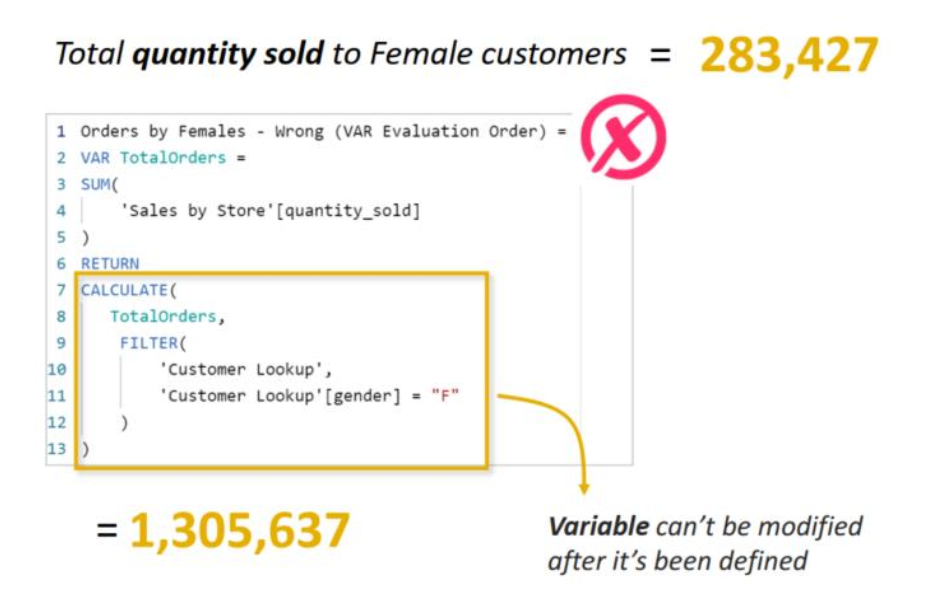 Total quantity sold to Female customers = 283,427
1 Orders by Females - Wrong (VAR Evaluation Order) =
2 VAR TotalOrders =
3 SUM(
4 'Sales by Store'[quantity_sold]
5 )
6 RETURN
7 CALCULATE(
8 TotalOrders,
9 FILTER(
10 'Customer Lookup',
11 'Customer Lookup'[gender] = "F"
12 )
13 )
= 1,305,637
Variable can't be modified
after it's been defined